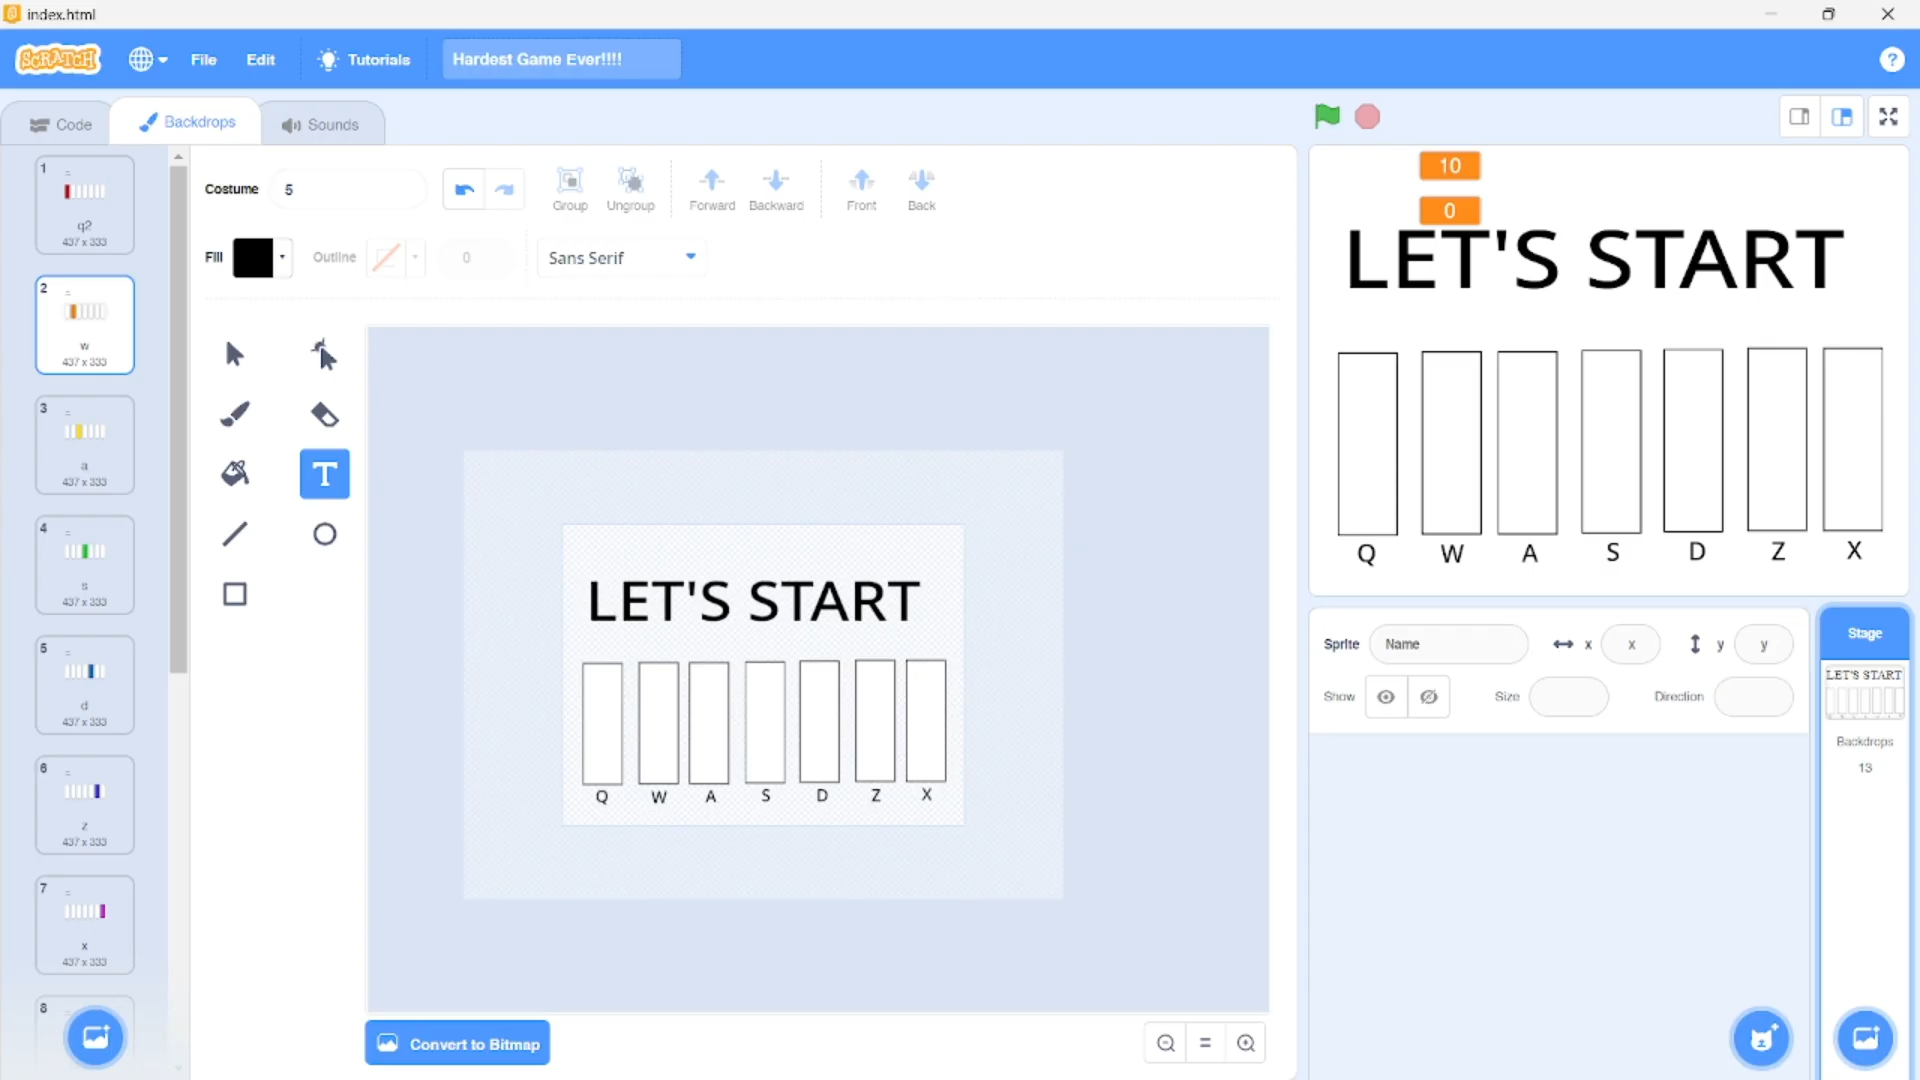 index.html
SCRATCH File Edit Tutorials Hardest Game Ever!!!!
Code Backdrops Sounds
1
q2
437 x 333
2
w
437 x 333
3
a
437 x 333
4
s
437 x 333
5
d
437 x 333
6
z
437 x 333
7
x
437 x 333
8
Costume 5
Group Ungroup Forward Backward Front Back
Fill Outline 0 Sans Serif
T
LET'S START
Q W A S D Z X
Convert to Bitmap
10
0
LET'S START
Q W A S D Z X
Sprite Name x x y y
Show Size Direction
Stage
LET'S START
Backdrops
13